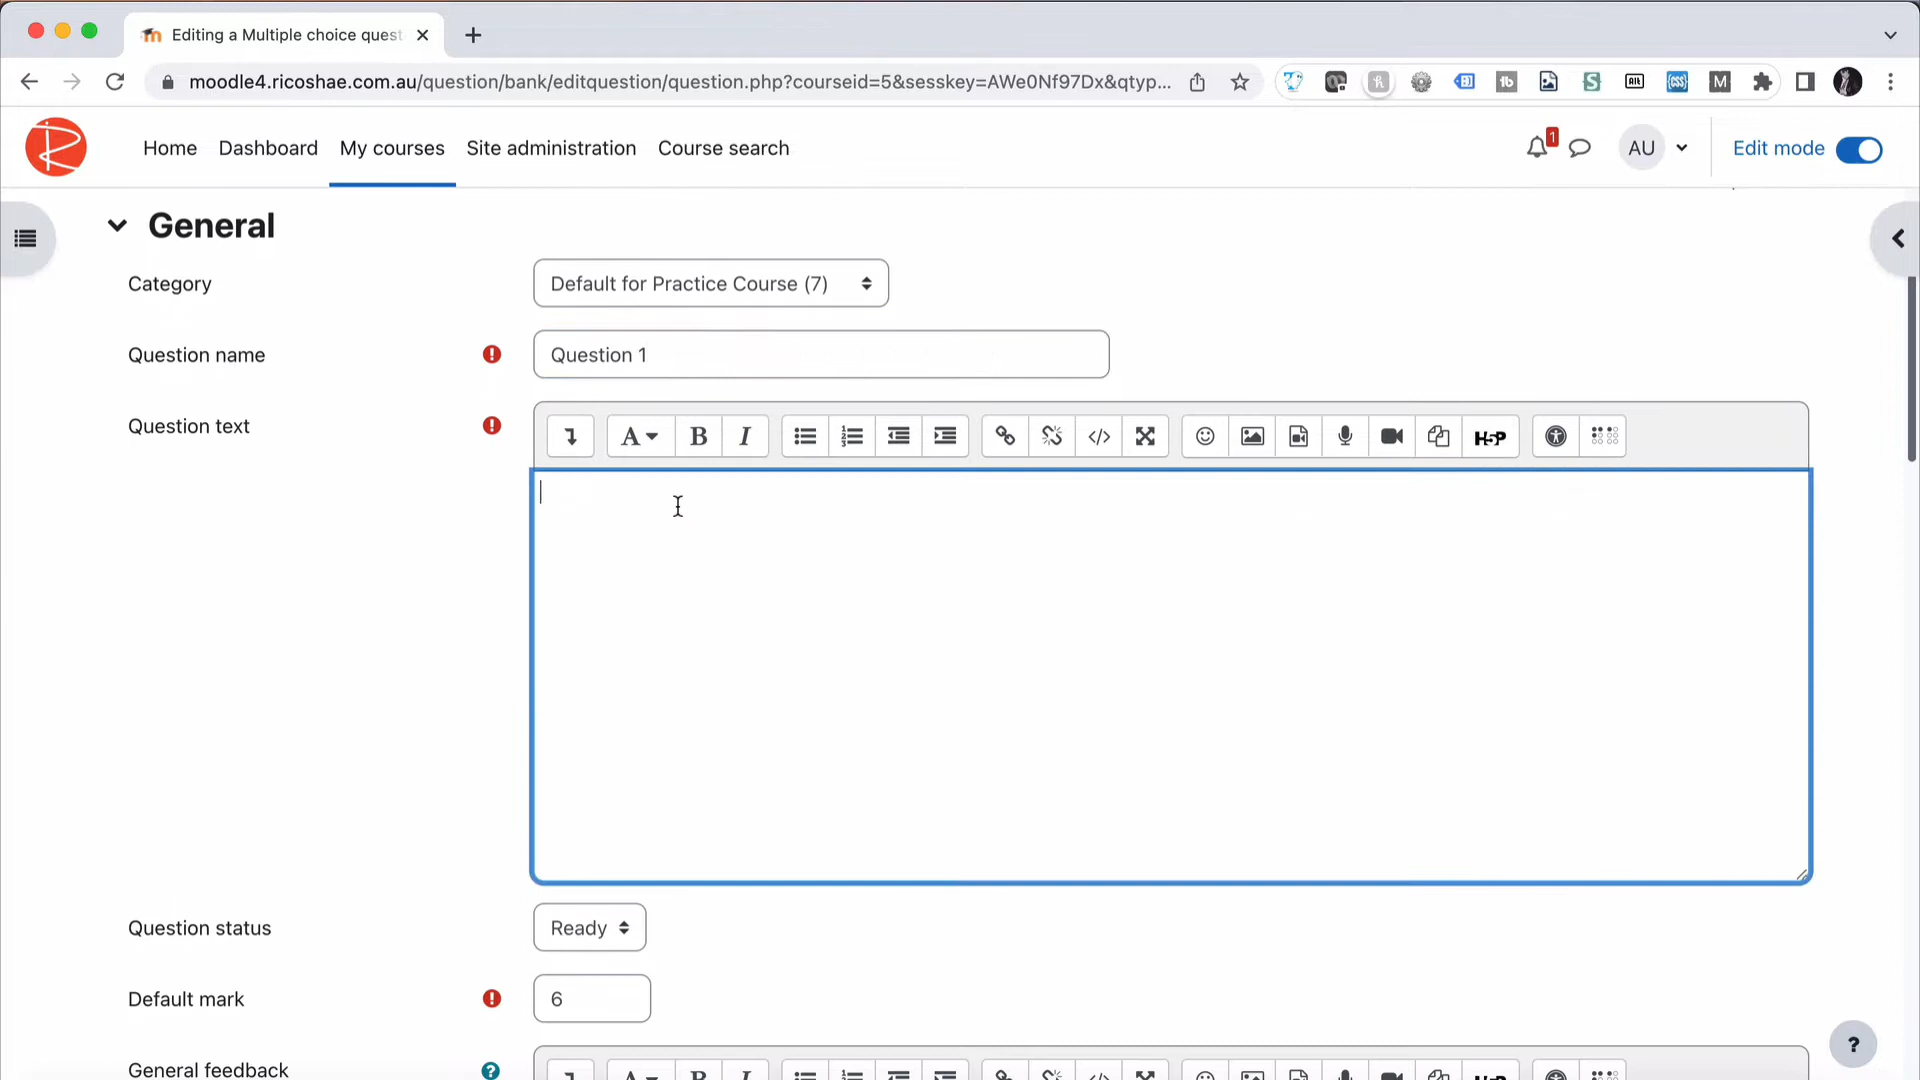 Editing a Multiple choice quest
moodle4.ricoshae.com.au/question/bank/editquestion/question.php?courseid=5&sesskey=AWe0Nf97Dx&qtyp...
Home Dashboard My courses Site administration Course search 1 AU Edit mode
General
Category Default for Practice Course (7)
Question name Question 1
Question text A B I H5P
Question status Ready
Default mark 6
General feedback